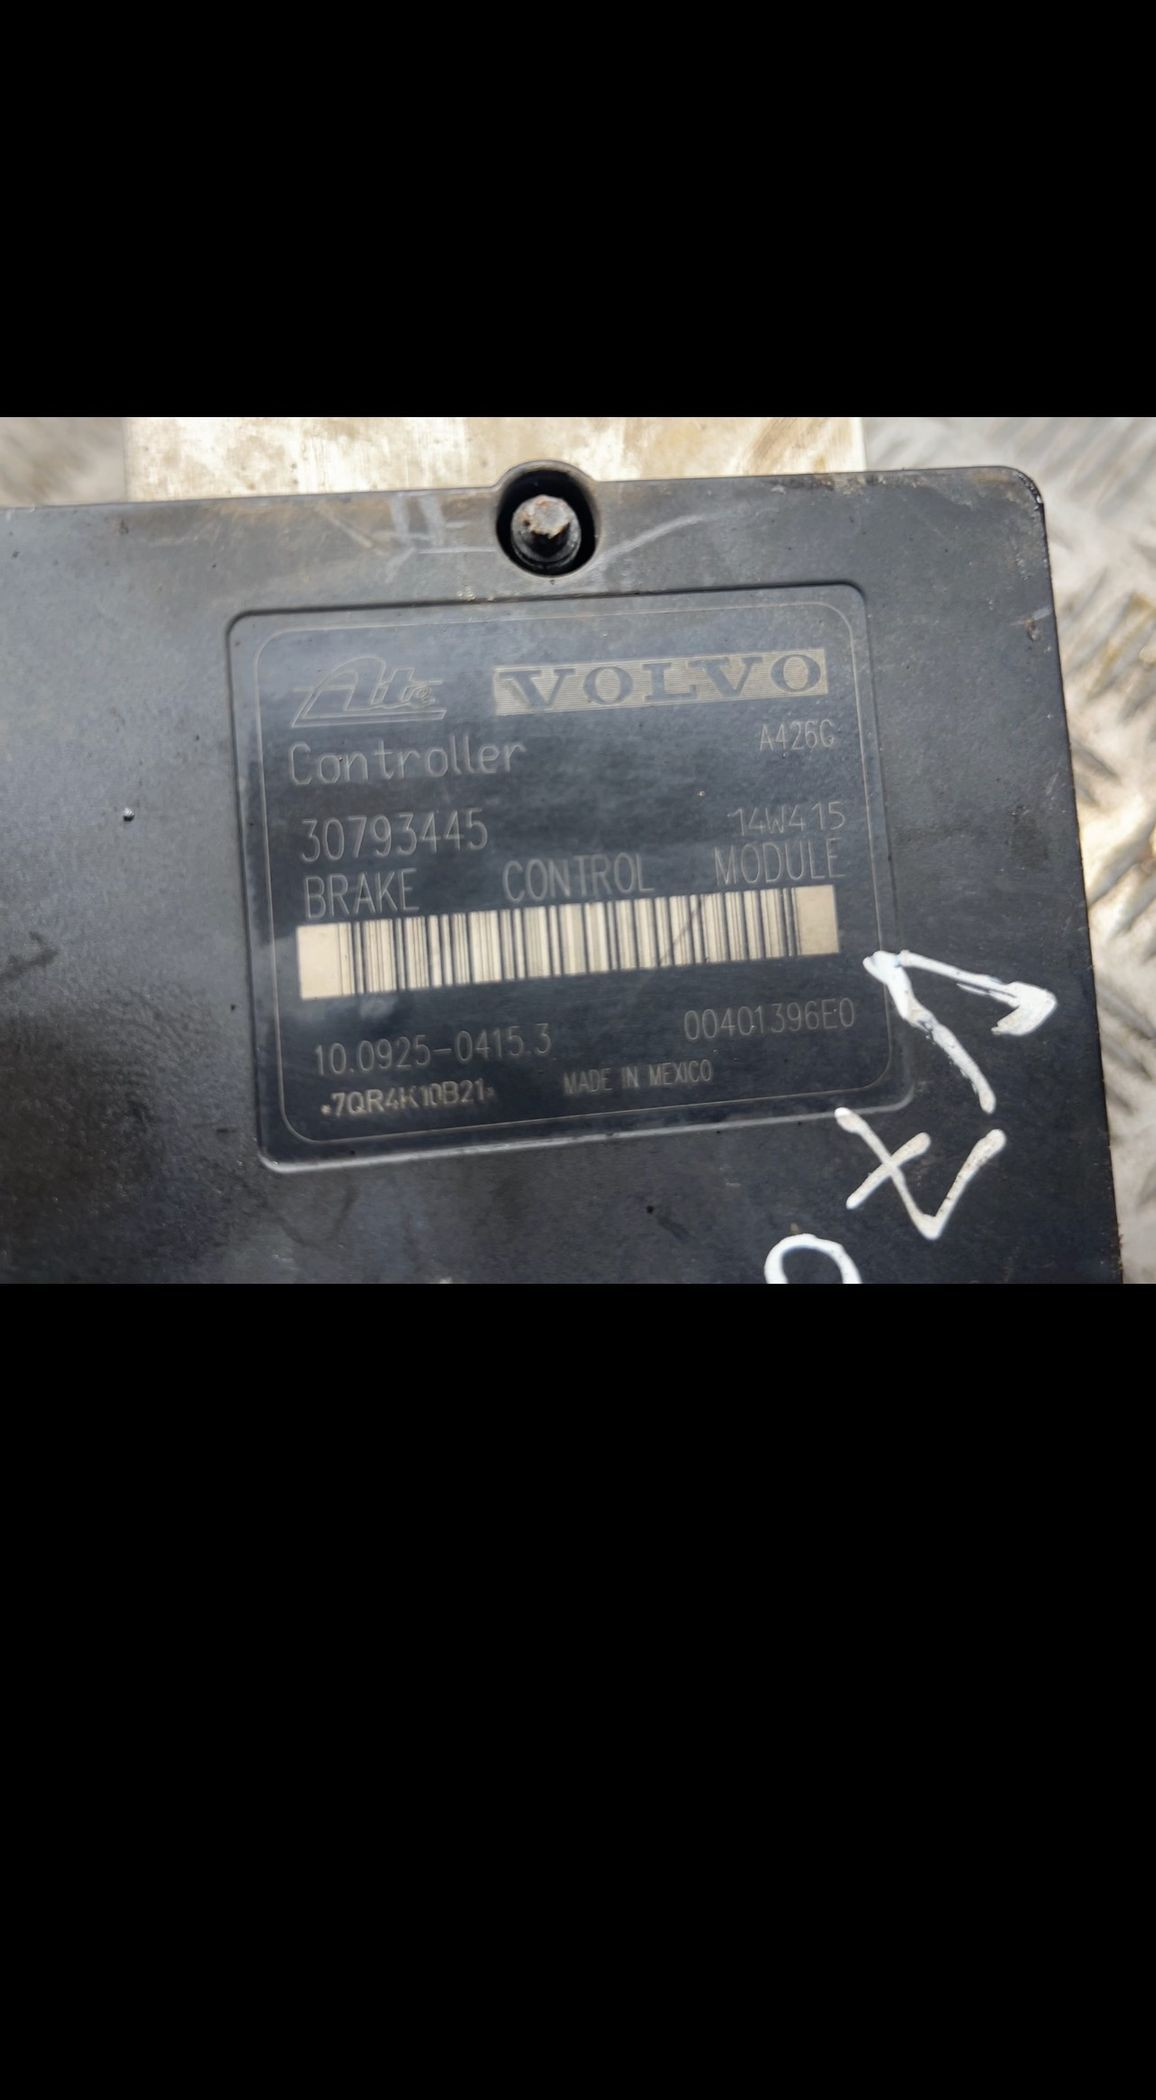 Ate VOLVO
Controller A426G
30793445 14W415
BRAKE CONTROL MODULE
10.0925-0415.3 00401396E0
*7QR4K10B21* MADE IN MEXICO